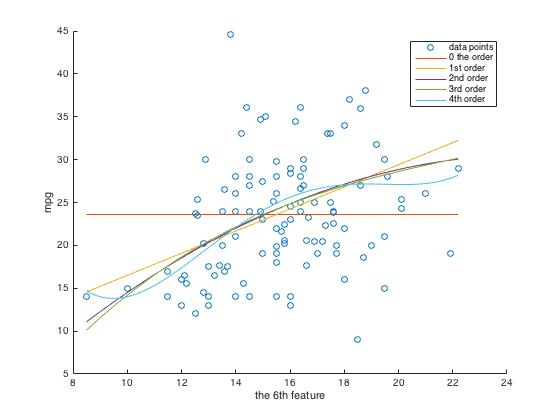 45
40
35
30
25
20
15
10
5
mpg
8
10
12
14
16
18
20
22
24
the 6th feature
data points
0 the order
1st order
2nd order
3rd order
4th order